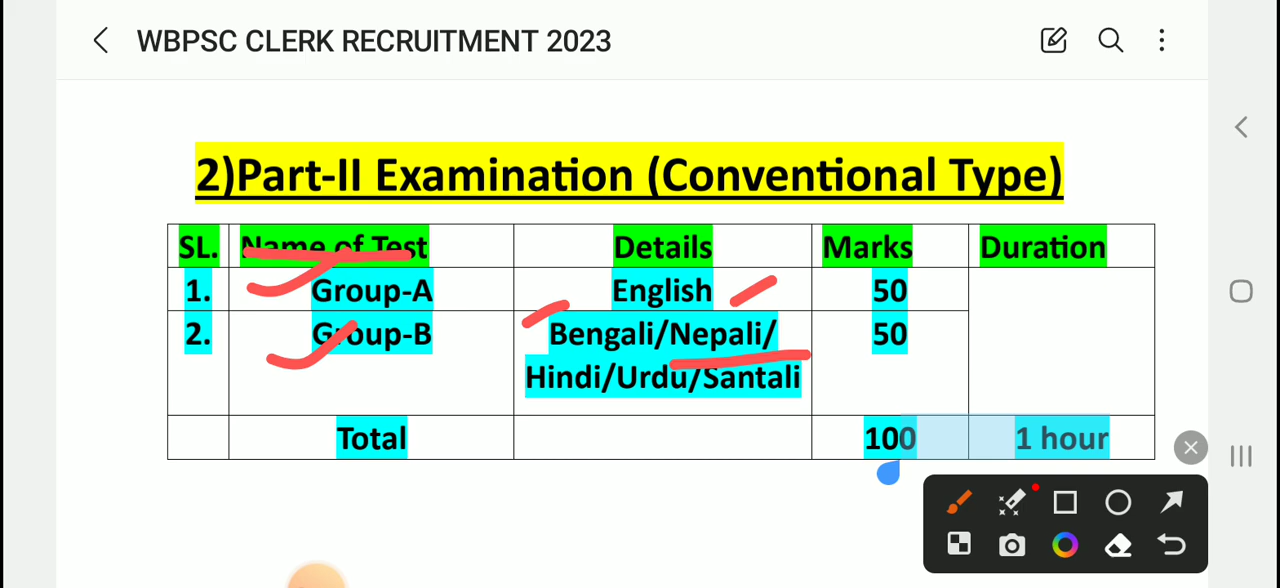 WBPSC CLERK RECRUITMENT 2023
2)Part-II Examination (Conventional Type)
SL. Name of Test Details Marks Duration
1. Group-A English 50
2. Group-B Bengali/Nepali/ 50
Hindi/Urdu/Santali
Total 100 1 hour